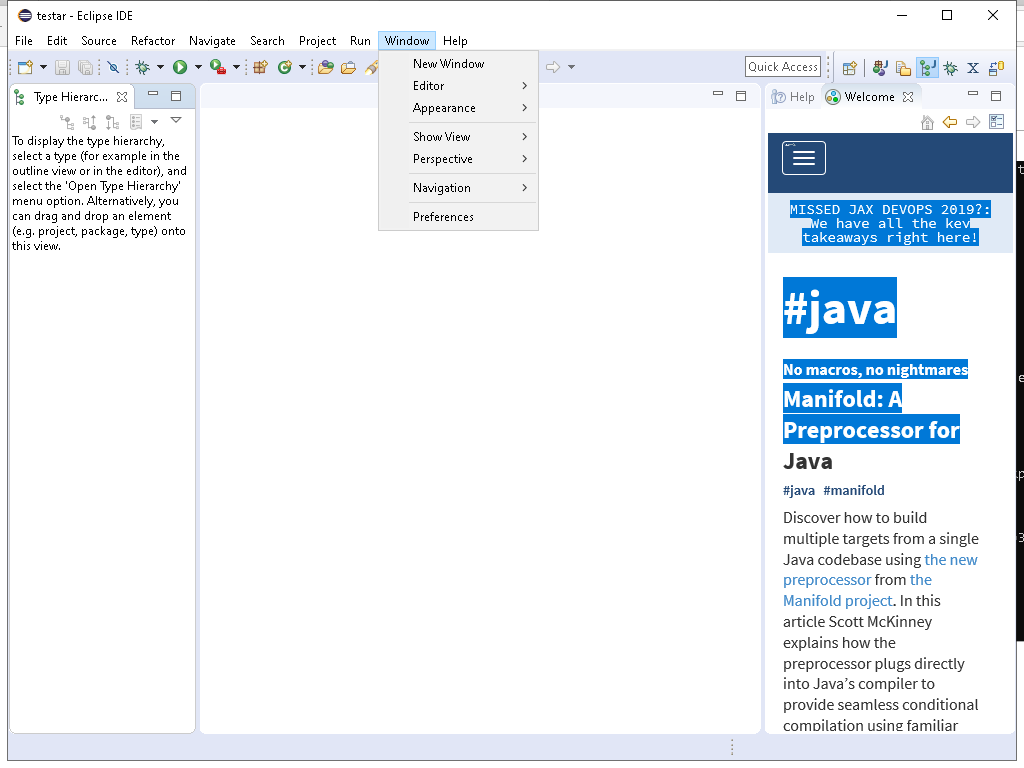 testar - Eclipse IDE
File Edit Source Refactor Navigate Search Project Run Window Help
Quick Access
New Window
Editor
Appearance
Show View
Perspective
Navigation
Preferences
Type Hierarc...
To display the type hierarchy,
select a type (for example in the
outline view or in the editor), and
select the 'Open Type Hierarchy'
menu option. Alternatively, you
can drag and drop an element
(e.g. project, package, type) onto
this view.
Help
Welcome
MISSED JAX DEVOPS 2019?:
We have all the key
takeaways right here!
#java
No macros, no nightmares
Manifold: A
Preprocessor for
Java
#java #manifold
Discover how to build
multiple targets from a single
Java codebase using the new
preprocessor from the
Manifold project. In this
article Scott McKinney
explains how the
preprocessor plugs directly
into Java’s compiler to
provide seamless conditional
compilation using familiar